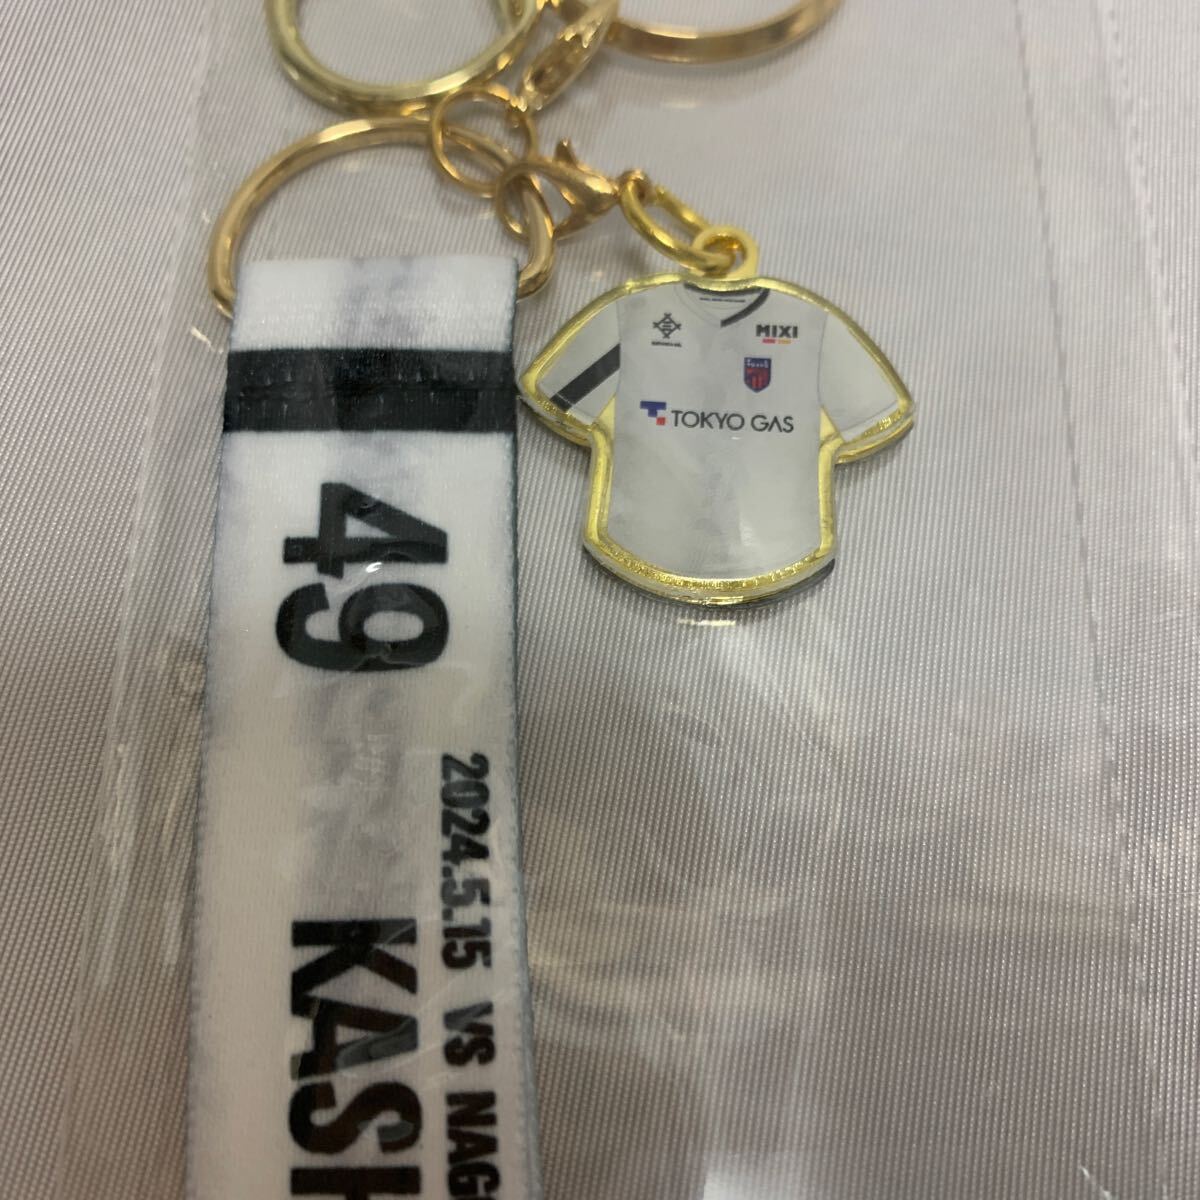 MIXI
TOKYO GAS
49
2024.5.15 VS NAG
KASH